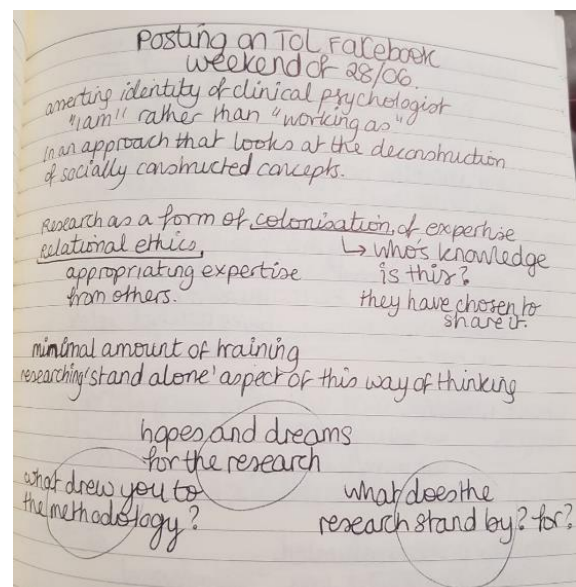 Posting on TOL Facebook
weekend of 28/06.
asserting identity of clinical psychologist
"I am" rather than "working as"
In an approach that looks at the deconstruction
of socially constructed concepts.
Research as a form of colonisation, of expertise
relational ethics,
appropriating expertise
from others.
↳ who's knowledge
is this?
they have chosen to
share it.
minimal amount of training
researching 'stand alone' aspect of this way of thinking
hopes and dreams
for the research
what drew you to
the methodology?
what does the
research stand by? for?